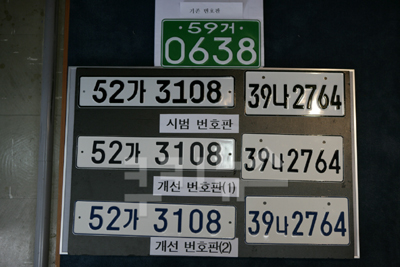 기존 번호판
59거
0638
52가 3108
39나2764
시범 번호판
52가 3108
39나2764
개선 번호판(1)
52가 3108
39나2764
개선 번호판(2)